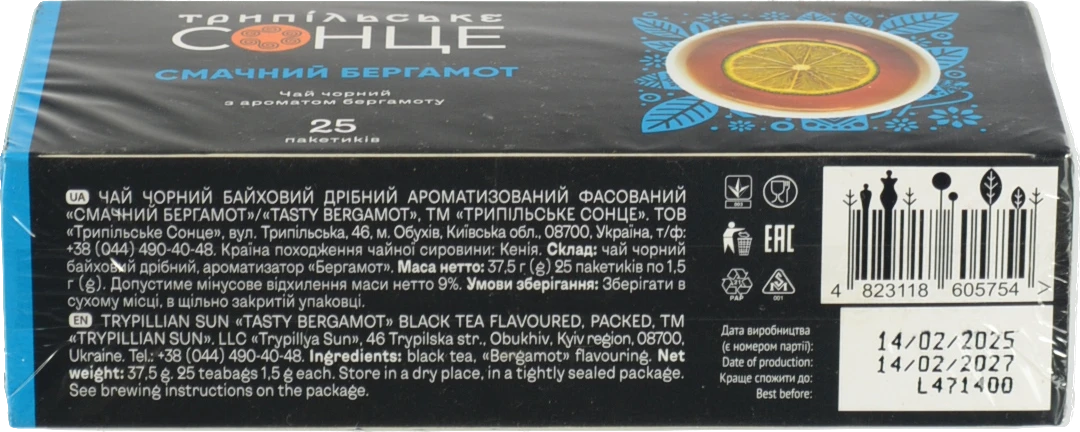 трипільське
СОНЦЕ
СМАЧНИЙ БЕРГАМОТ
Чай чорний
з ароматом бергамоту
25
пакетиків
UA ЧАЙ ЧОРНИЙ БАЙХОВИЙ ДРІБНИЙ АРОМАТИЗОВАНИЙ ФАСОВАНИЙ
«СМАЧНИЙ БЕРГАМОТ»/«TASTY BERGAMOT», ТМ «ТРИПІЛЬСЬКЕ СОНЦЕ». ТОВ
«Трипільське Сонце», вул. Трипільська, 46, м. Обухів, Київська обл., 08700, Україна, т/ф:
+38 (044) 490-40-48. Країна походження чайної сировини: Кенія. Склад: чай чорний
байховий дрібний, ароматизатор «Бергамот». Маса нетто: 37,5 г (g) 25 пакетиків по 1,5
г (g). Допустиме мінусове відхилення маси нетто 9%. Умови зберігання: Зберігати в
сухому місці, в щільно закритій упаковці.
EN TRYPILLIAN SUN «TASTY BERGAMOT» BLACK TEA FLAVOURED, PACKED, TM
«TRYPILLIAN SUN». LLC «Trypillya Sun», 46 Trypilska str., Obukhiv, Kyiv region, 08700,
Ukraine. Tel.: +38 (044) 490-40-48. Ingredients: black tea, «Bergamot» flavouring. Net
weight: 37,5 g. 25 teabags 1,5 g each. Store in a dry place, in a tightly sealed package.
See brewing instructions on the package.
EAC
PAP
001
4 823118 605754 >
Дата виробництва
(є номером партії):
Date of production:
Краще спожити до:
Best before:
14/02/2025
14/02/2027
L471400